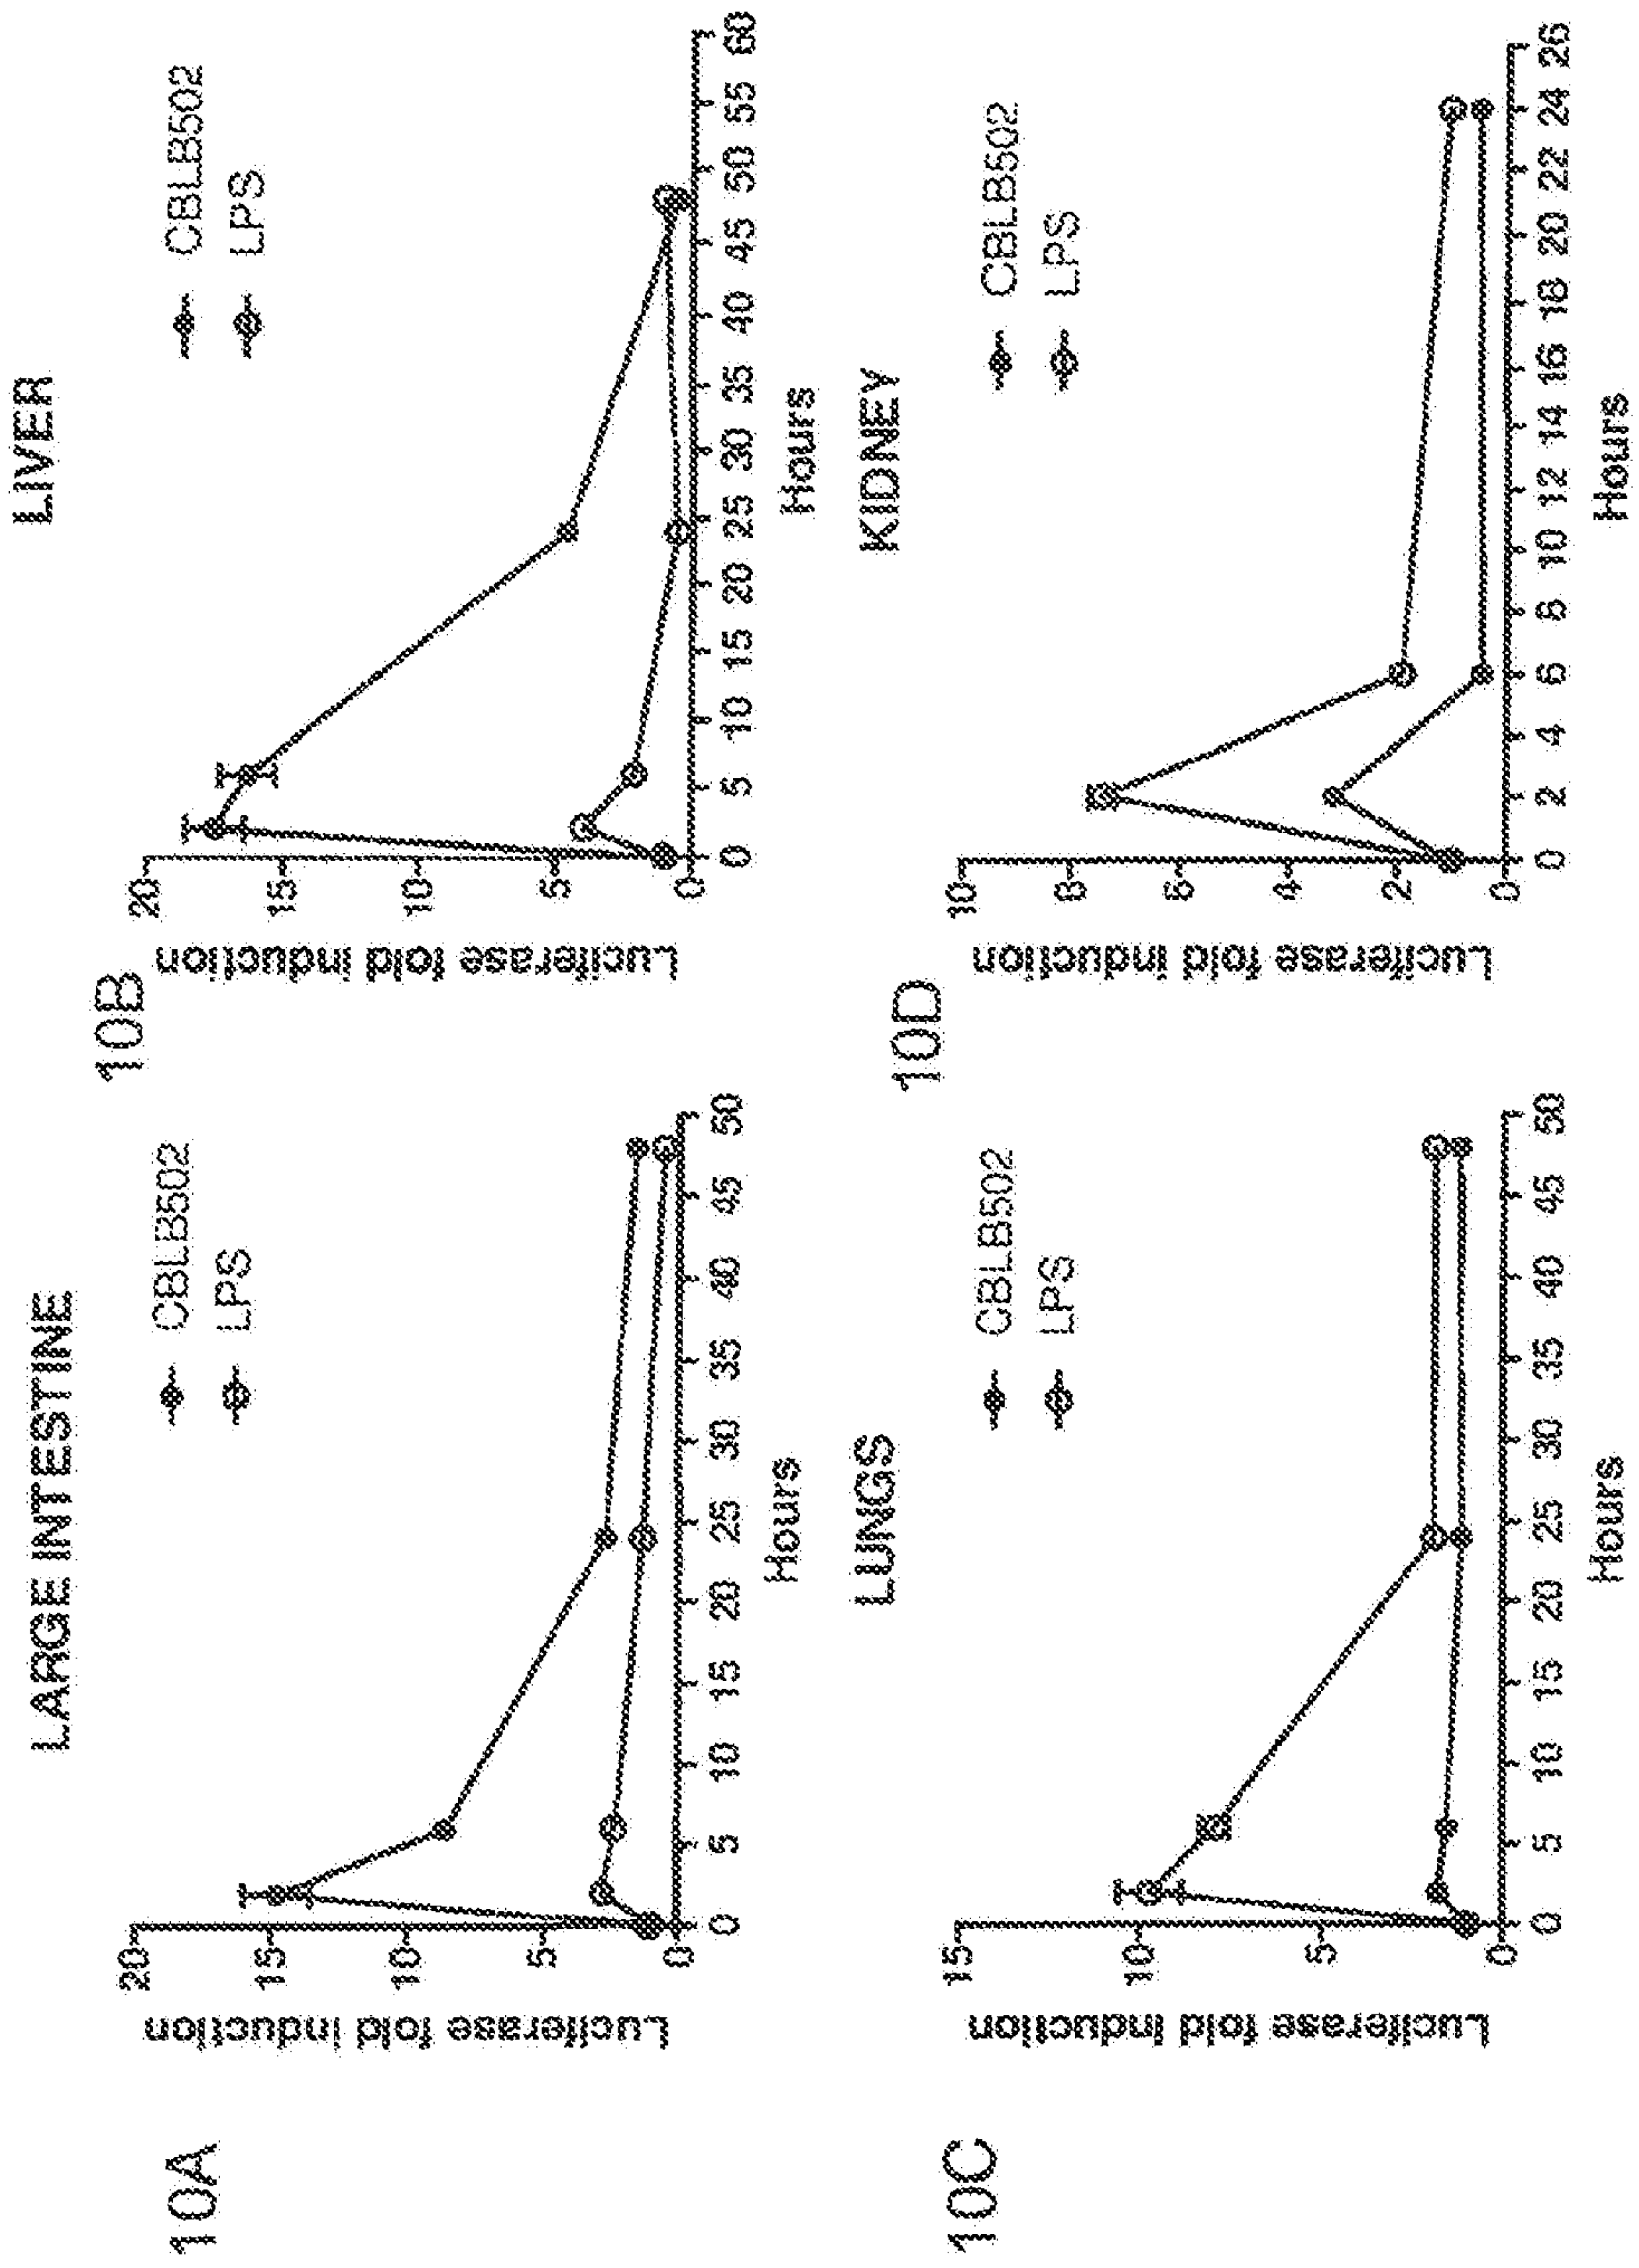 10A
LARGE INTESTINE
Luciferase fold induction
20
15
10
5
0
CBLB502
LPS
0 5 10 15 20 25 30 35 40 45 50
Hours
10B
LIVER
Luciferase fold induction
20
15
10
5
0
CBLB502
LPS
0 5 10 15 20 25 30 35 40 45 50 55 60
Hours
10C
LUNGS
Luciferase fold induction
15
10
5
0
CBLB502
LPS
0 5 10 15 20 25 30 35 40 45 50
Hours
10D
KIDNEY
Luciferase fold induction
10
8
6
4
2
0
CBLB502
LPS
0 2 4 6 8 10 12 14 16 18 20 22 24 26
Hours